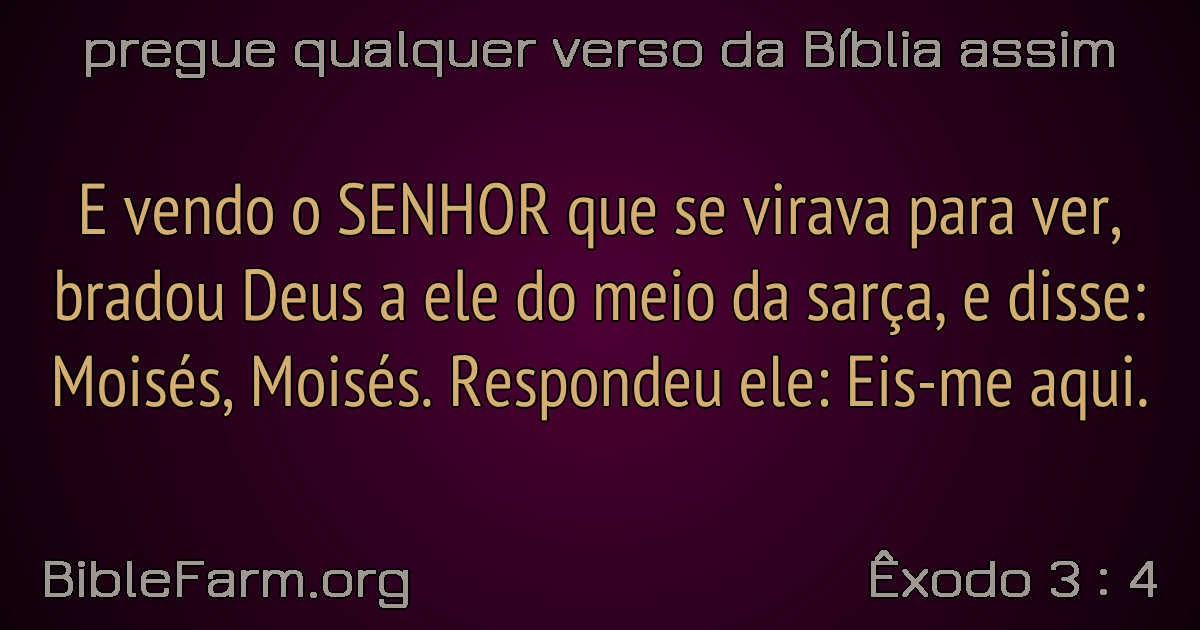 pregue qualquer verso da Bíblia assim
E vendo o SENHOR que se virava para ver,
bradou Deus a ele do meio da sarça, e disse:
Moisés, Moisés. Respondeu ele: Eis-me aqui.
BibleFarm.org
Êxodo 3 : 4